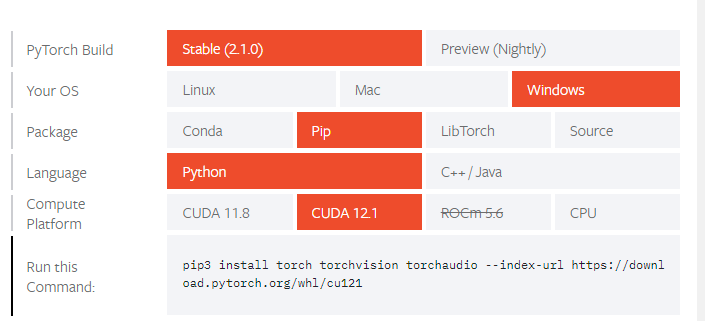 PyTorch Build Stable (2.1.0) Preview (Nightly)
Your OS Linux Mac Windows
Package Conda Pip LibTorch Source
Language Python C++ / Java
Compute
Platform CUDA 11.8 CUDA 12.1 ROCm 5.6 CPU
Run this
Command:
pip3 install torch torchvision torchaudio --index-url https://downl
oad.pytorch.org/whl/cu121